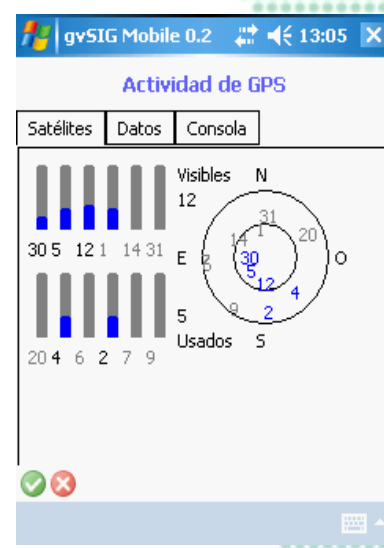 gvSIG Mobile 0.2 13:05
Actividad de GPS
Satélites Datos Consola
Visibles N
12
31
14 1 20
30 5 12 1 14 31
E 30 O
5
12 4
5 9 2
Usados S
20 4 6 2 7 9